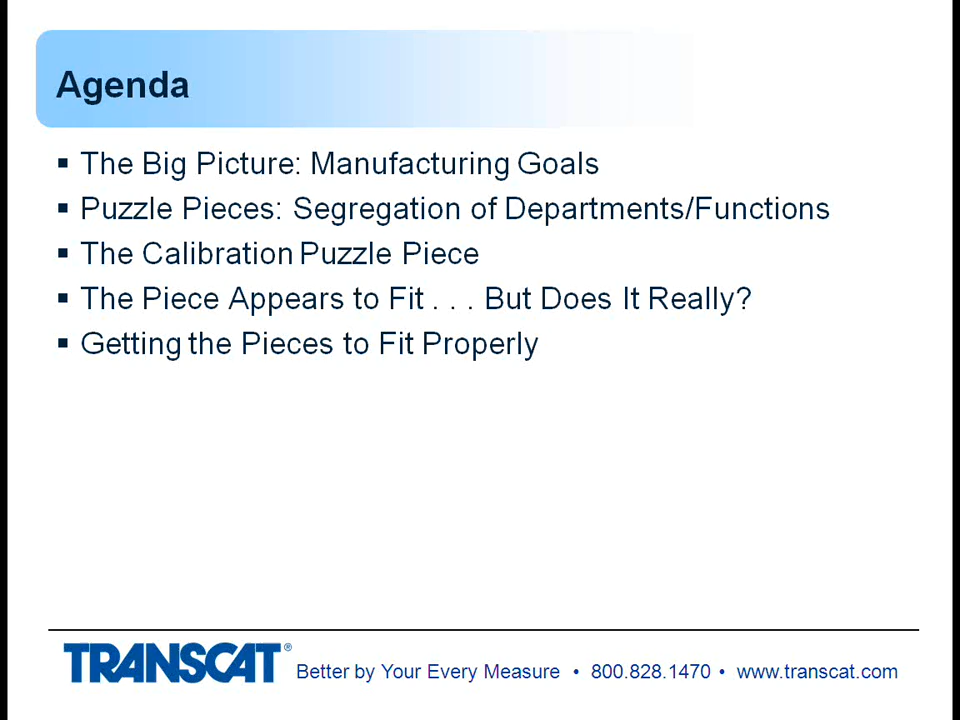 Agenda
▪ The Big Picture: Manufacturing Goals
▪ Puzzle Pieces: Segregation of Departments/Functions
▪ The Calibration Puzzle Piece
▪ The Piece Appears to Fit . . . But Does It Really?
▪ Getting the Pieces to Fit Properly
TRANSCAT® Better by Your Every Measure • 800.828.1470 • www.transcat.com